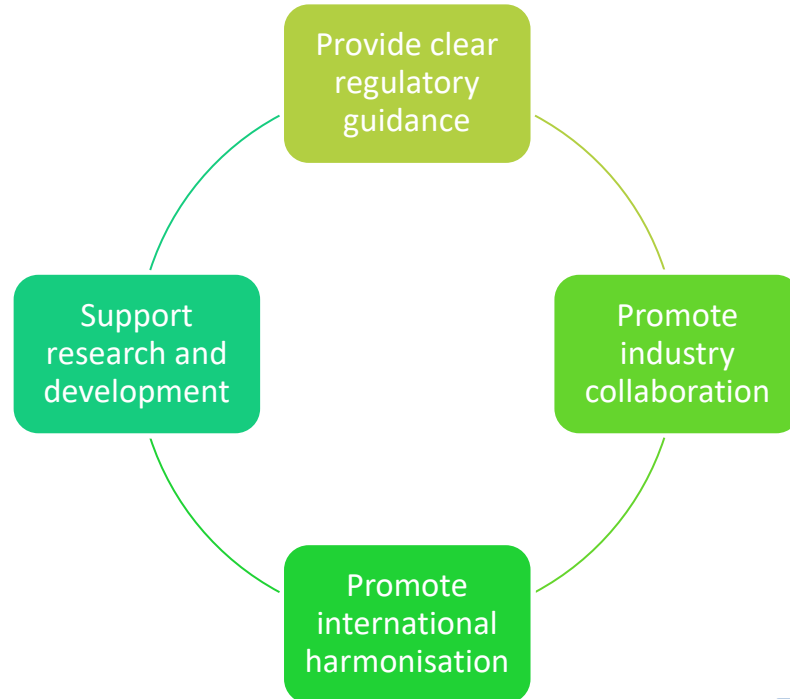 Provide clear
regulatory
guidance
Support
research and
development
Promote
industry
collaboration
Promote
international
harmonisation